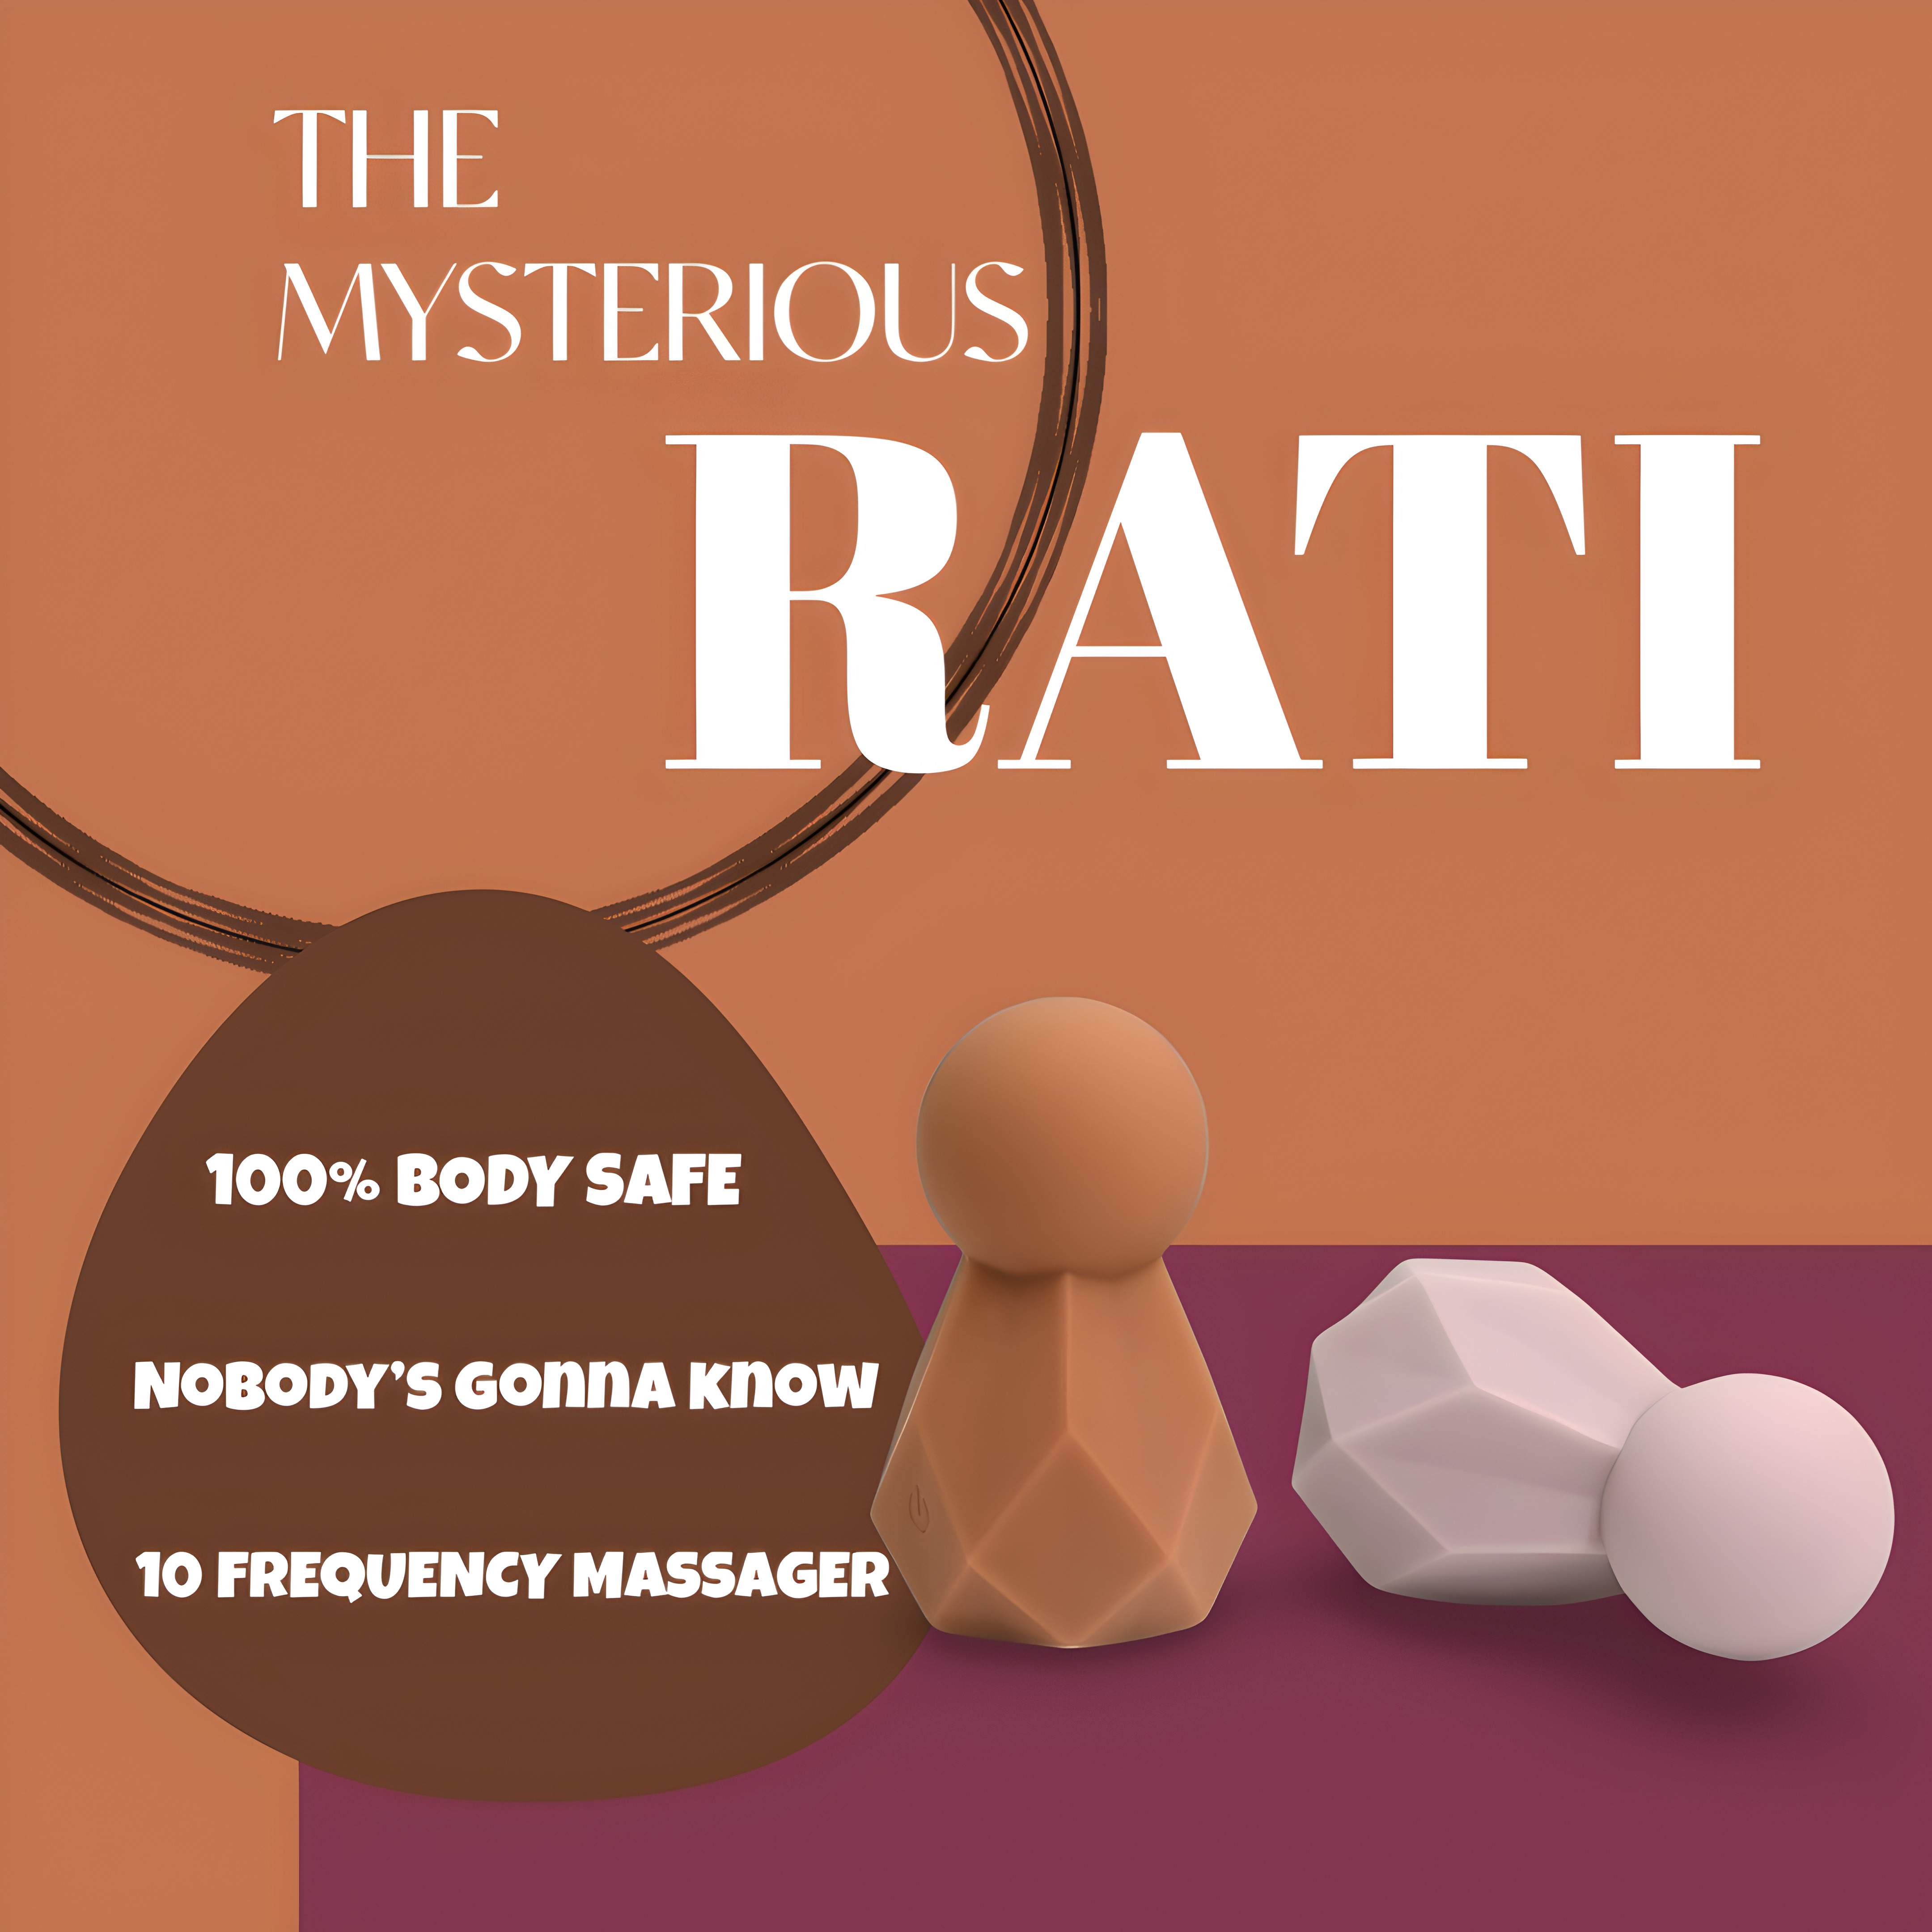 THE
MYSTERIOUS
RATI
100% BODY SAFE
NOBODY'S GONNA KNOW
10 FREQUENCY MASSAGER